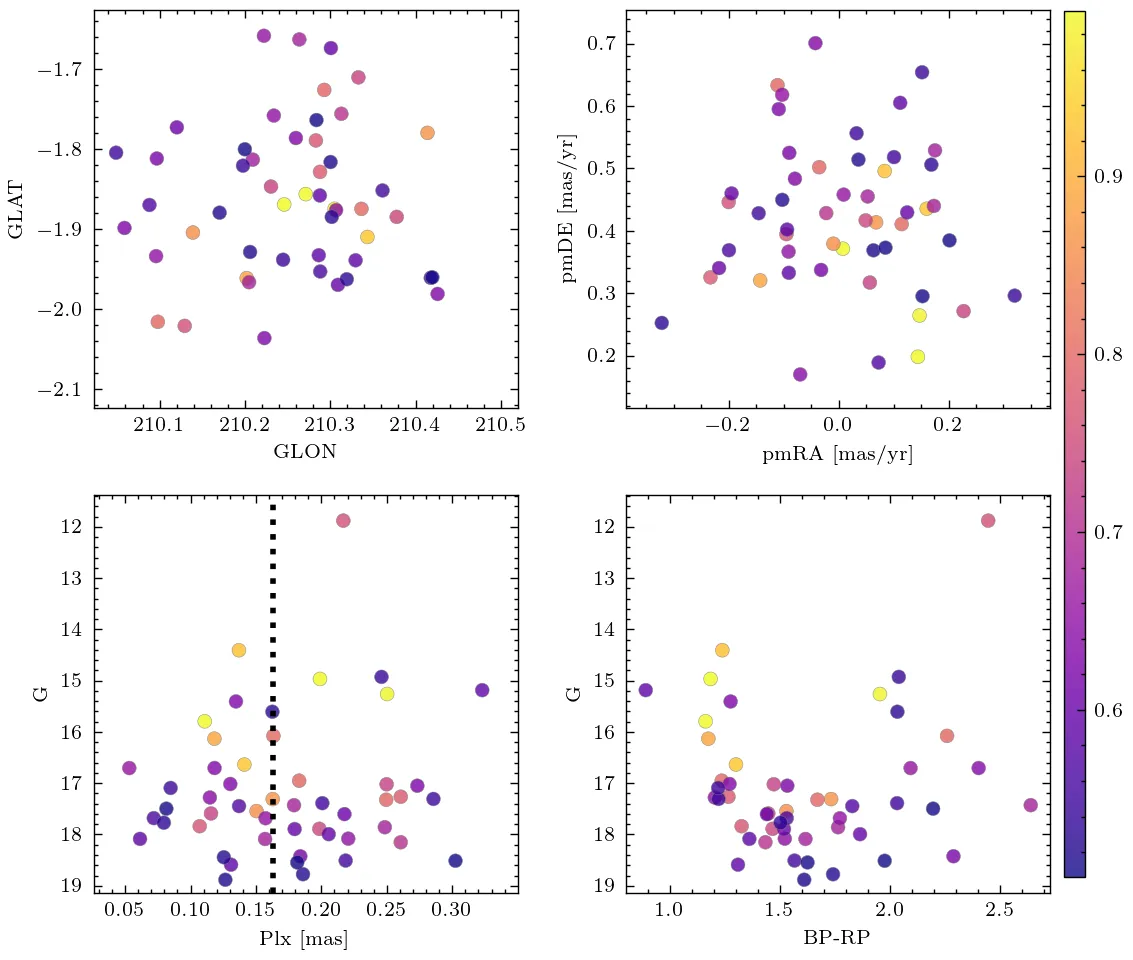 −1.7
−1.8
−1.9
−2.0
−2.1
GLAT
210.1 210.2 210.3 210.4 210.5
GLON
0.7
0.6
0.5
0.4
0.3
0.2
pmDE [mas/yr]
−0.2 0.0 0.2
pmRA [mas/yr]
0.9
0.8
0.7
0.6
12
13
14
15
16
17
18
19
G
0.05 0.10 0.15 0.20 0.25 0.30
Plx [mas]
12
13
14
15
16
17
18
19
G
1.0 1.5 2.0 2.5
BP-RP